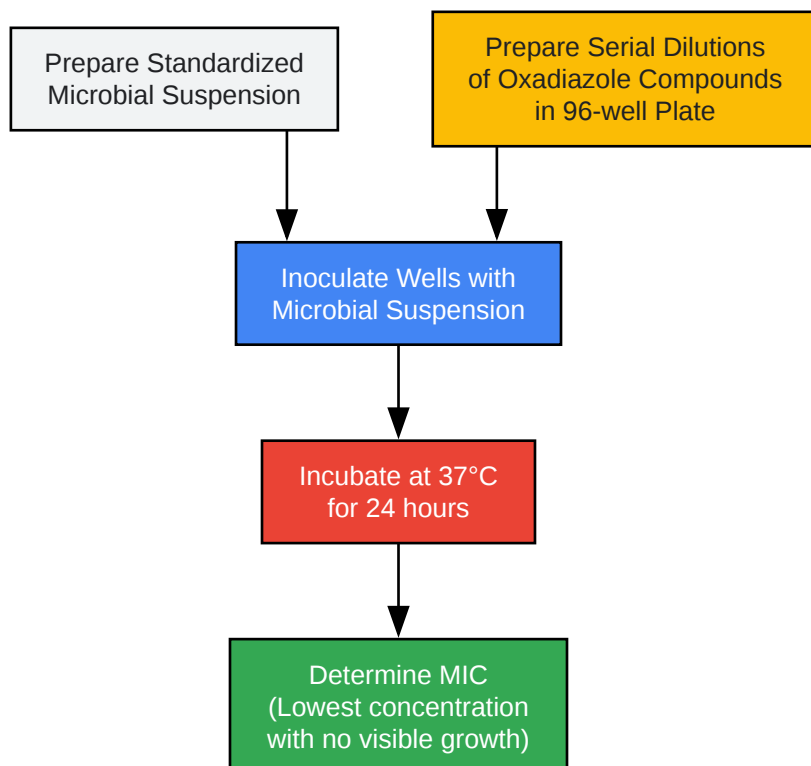 Prepare Standardized
Microbial Suspension
Prepare Serial Dilutions
of Oxadiazole Compounds
in 96-well Plate
Inoculate Wells with
Microbial Suspension
Incubate at 37°C
for 24 hours
Determine MIC
(Lowest concentration
with no visible growth)